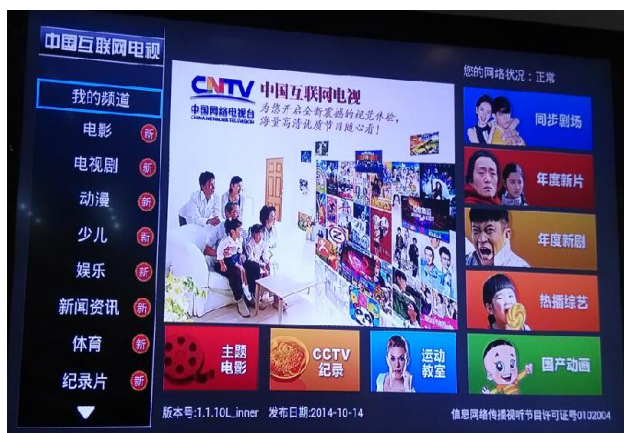 中国互联网电视
您的网络状况：正常
我的频道
电影 新
电视剧 新
动漫 新
少儿 新
娱乐 新
新闻资讯 新
体育 新
纪录片 新
CNTV 中国互联网电视
中国网络电视台
CHINA NETWORK TELEVISION
为您开启全新震撼的视觉体验，
海量高清优质节目随心看！
同步剧场
年度新片
年度新剧
热播综艺
国产动画
主题
电影
CCTV
纪录
运动
教室
版本号:1.1.10L_inner 发布日期:2014-10-14
信息网络传播视听节目许可证号0102004